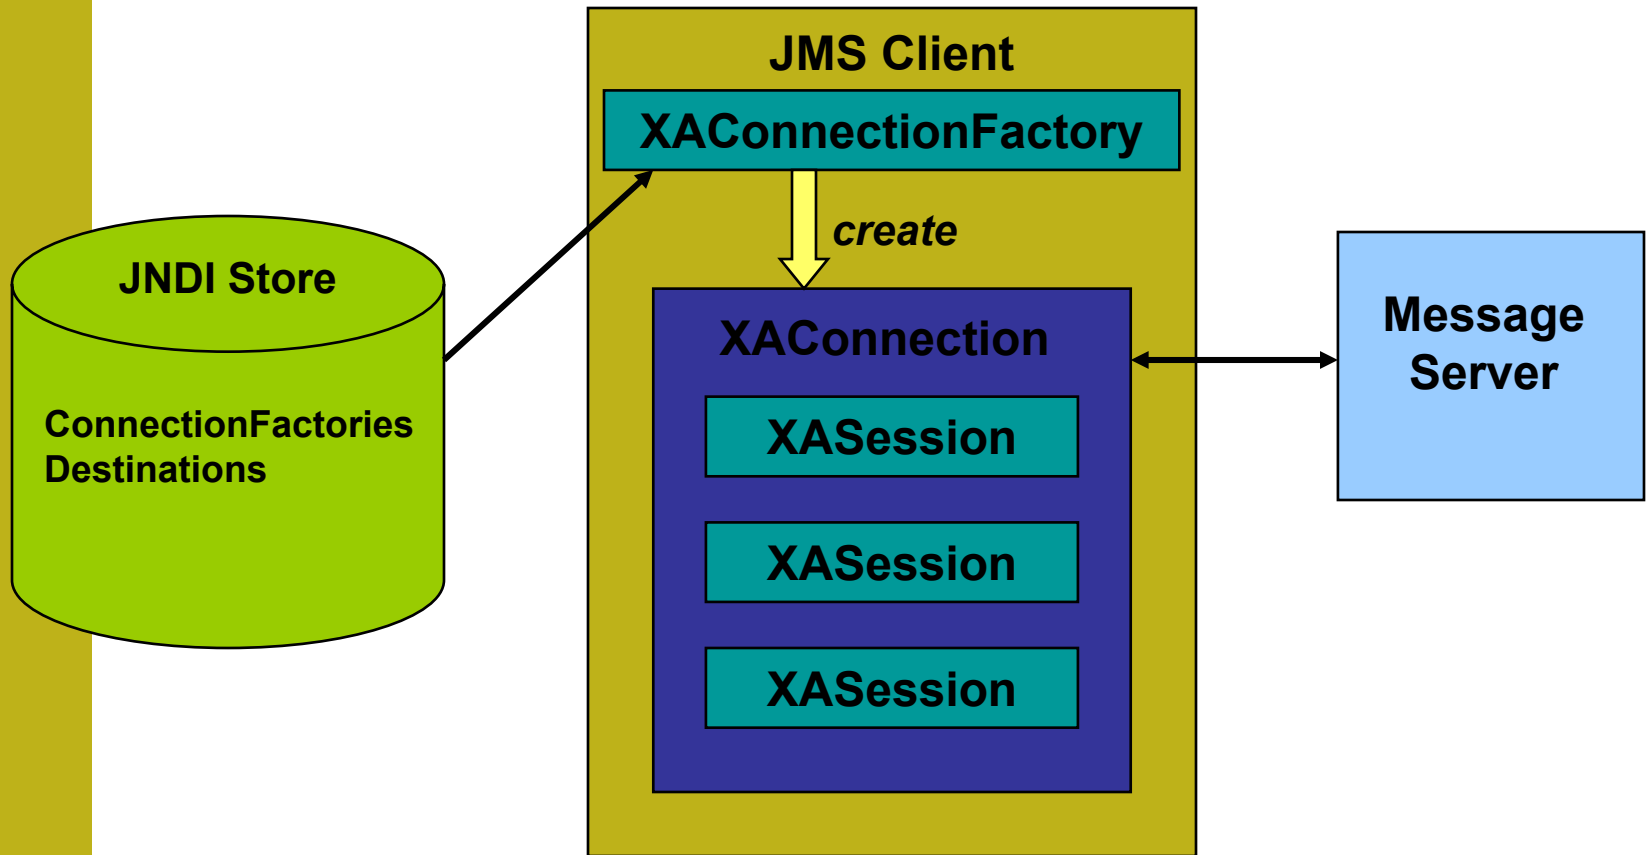 JMS Client
XAConnectionFactory
create
JNDI Store
ConnectionFactories
Destinations
XAConnection
XASession
XASession
XASession
Message
Server